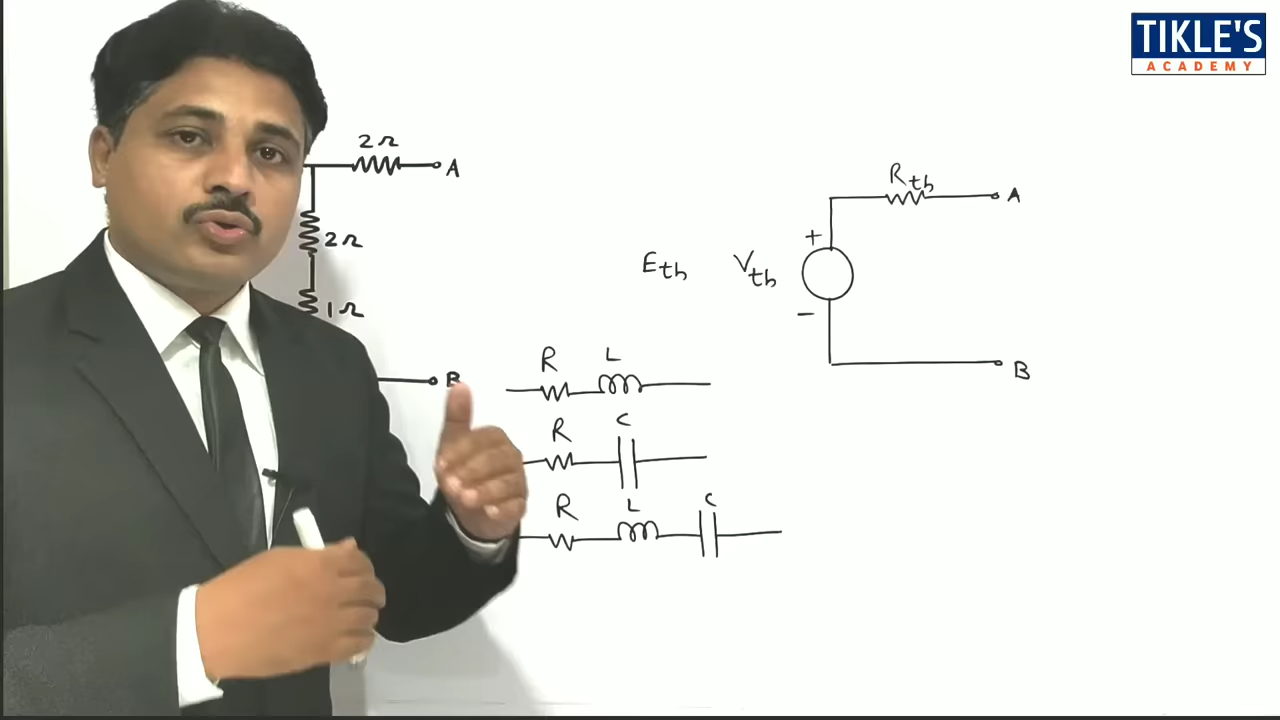 TIKLE'S
ACADEMY
2Ω
A
2Ω
1Ω
B
Rth
A
+
Eth Vth
−
B
R L
R C
R L C